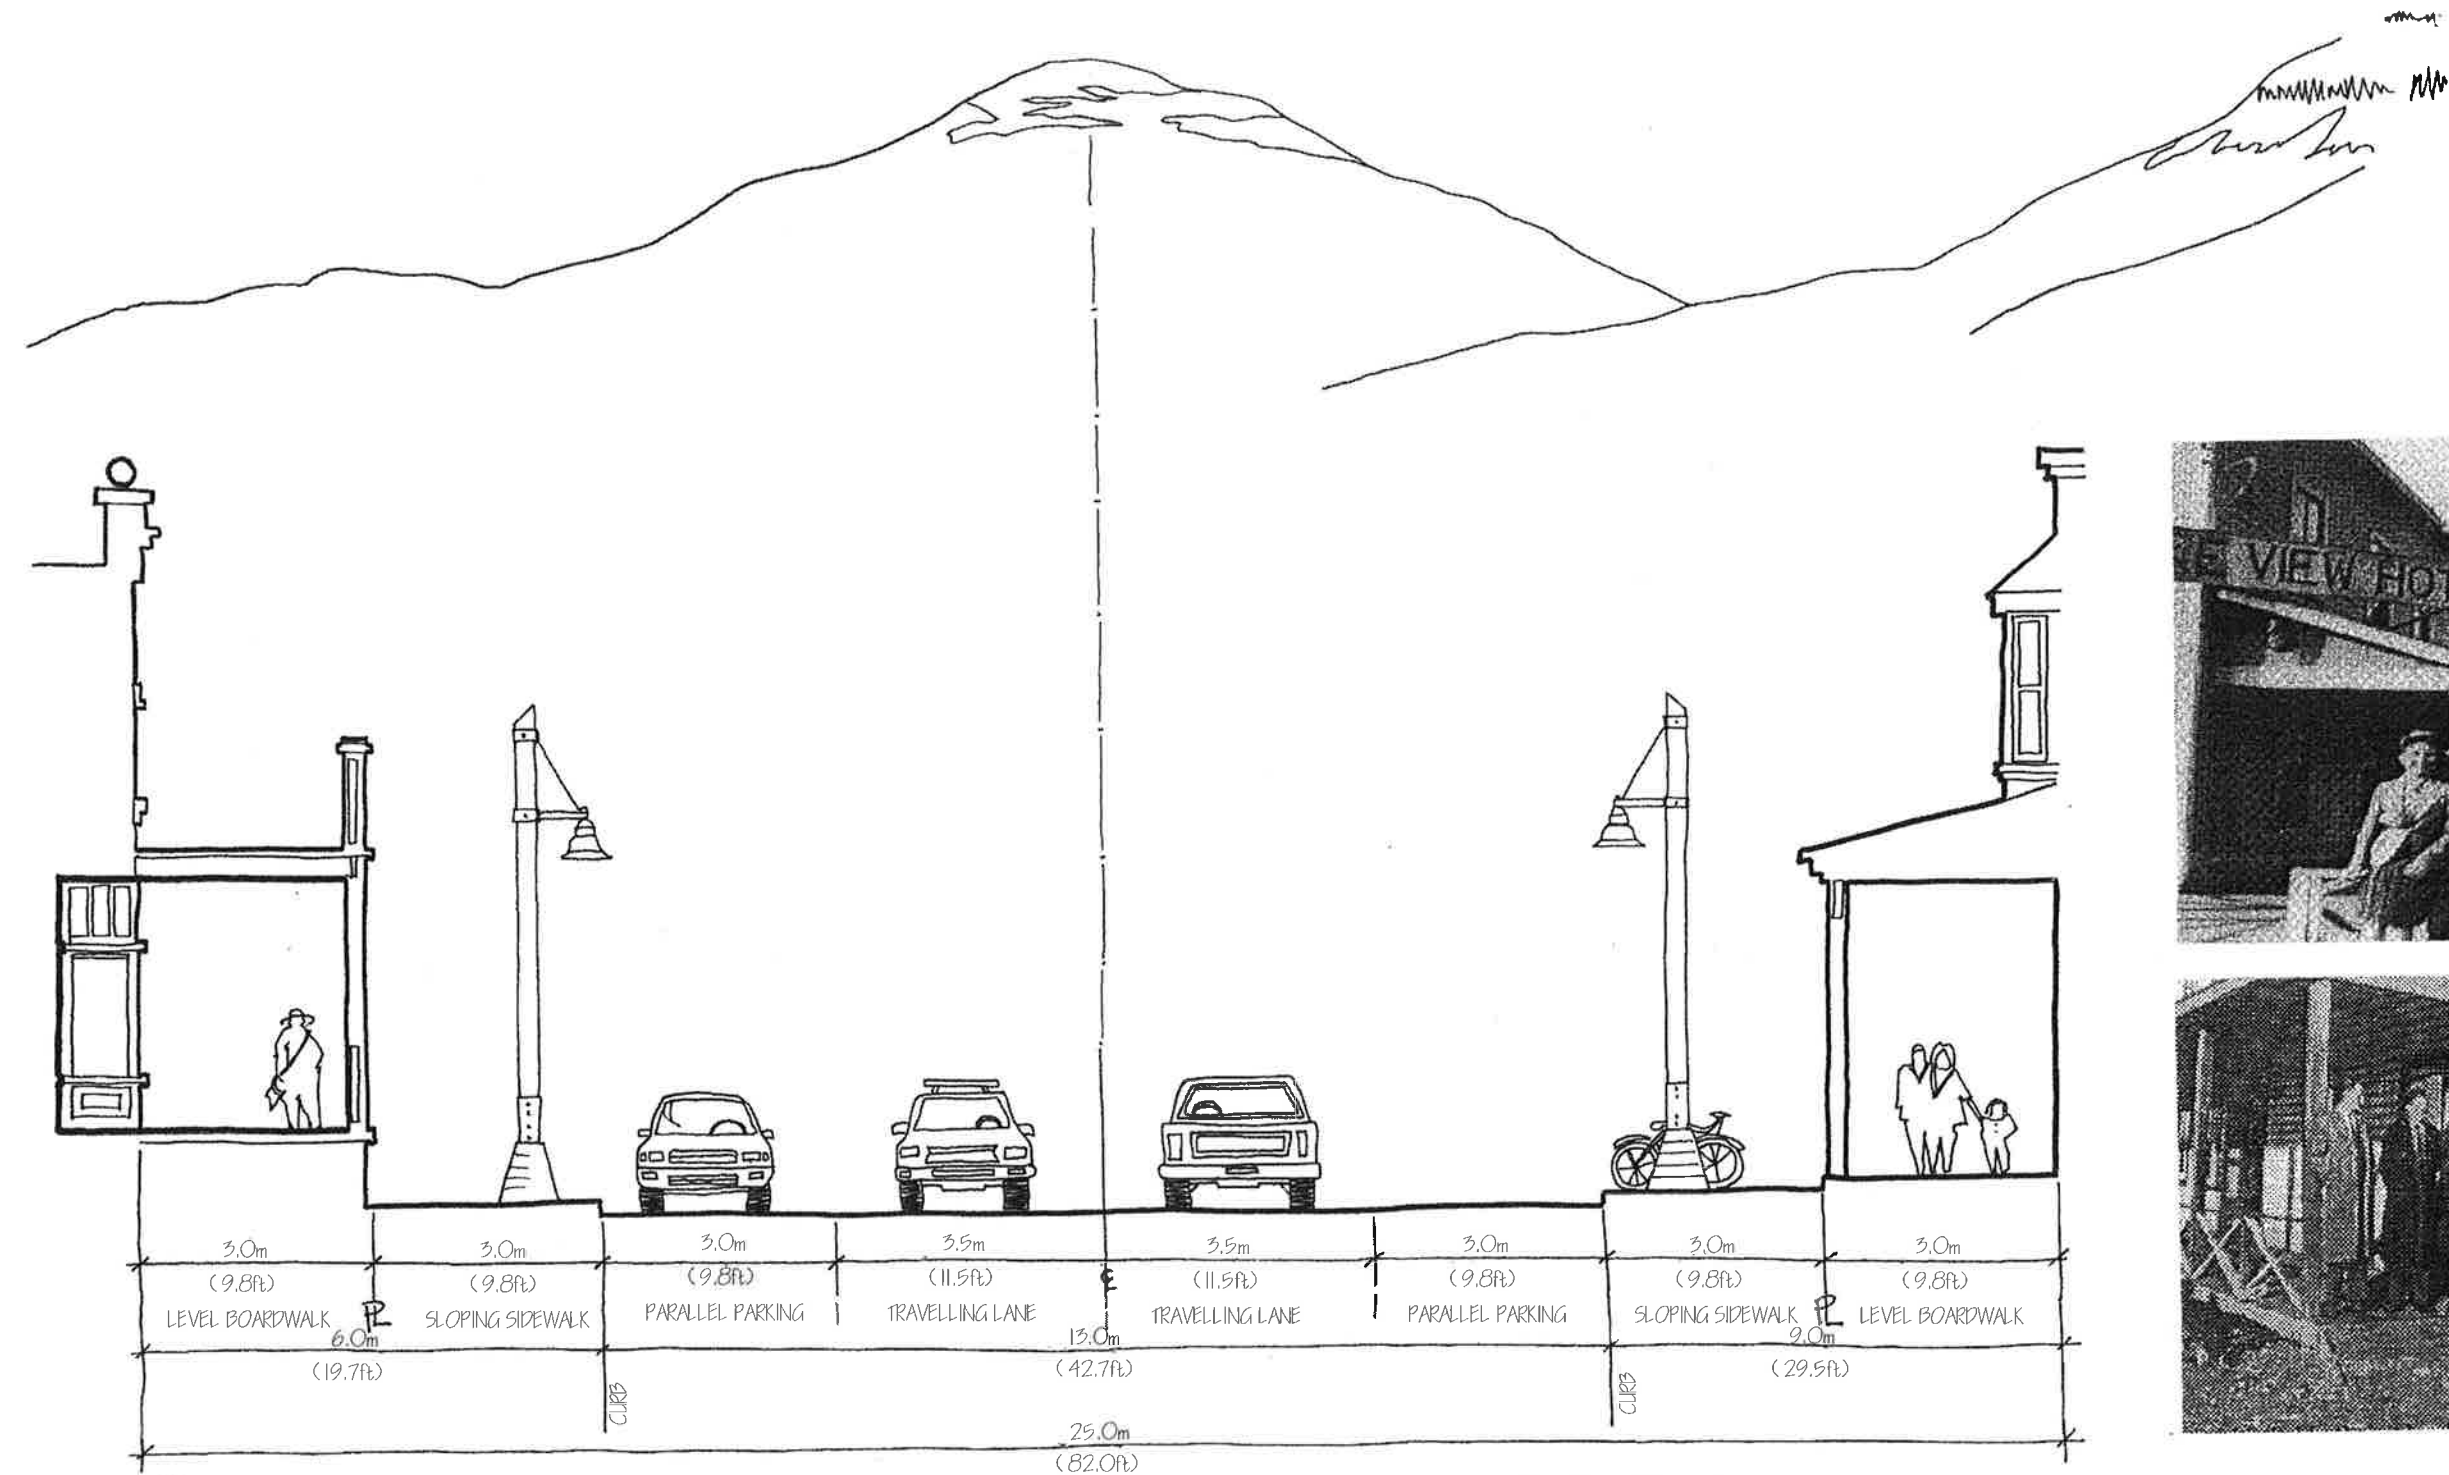 VIEW HOT
3.0m 3.0m 3.0m 3.5m 3.5m 3.0m 3.0m 3.0m
(9.8ft) (9.8ft) (9.8ft) (11.5ft) ℄ (11.5ft) (9.8ft) (9.8ft) (9.8ft)
LEVEL BOARDWALK PL SLOPING SIDEWALK PARALLEL PARKING TRAVELLING LANE TRAVELLING LANE PARALLEL PARKING SLOPING SIDEWALK PL LEVEL BOARDWALK
6.0m 13.0m 9.0m
(19.7ft) (42.7ft) (29.5ft)
CURB CURB
25.0m
(82.0ft)